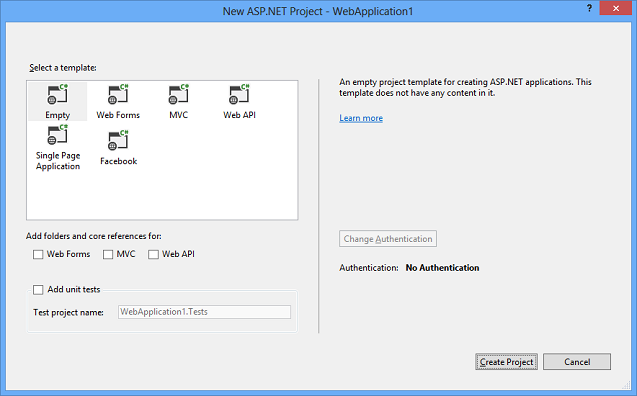 New ASP.NET Project - WebApplication1
? ×
Select a template:
C# C# C# C#
Empty Web Forms MVC Web API
C# C#
Single Page
Application
Facebook
An empty project template for creating ASP.NET applications. This
template does not have any content in it.
Learn more
Add folders and core references for:
Web Forms MVC Web API
Add unit tests
Test project name: WebApplication1.Tests
Change Authentication
Authentication: No Authentication
Create Project Cancel